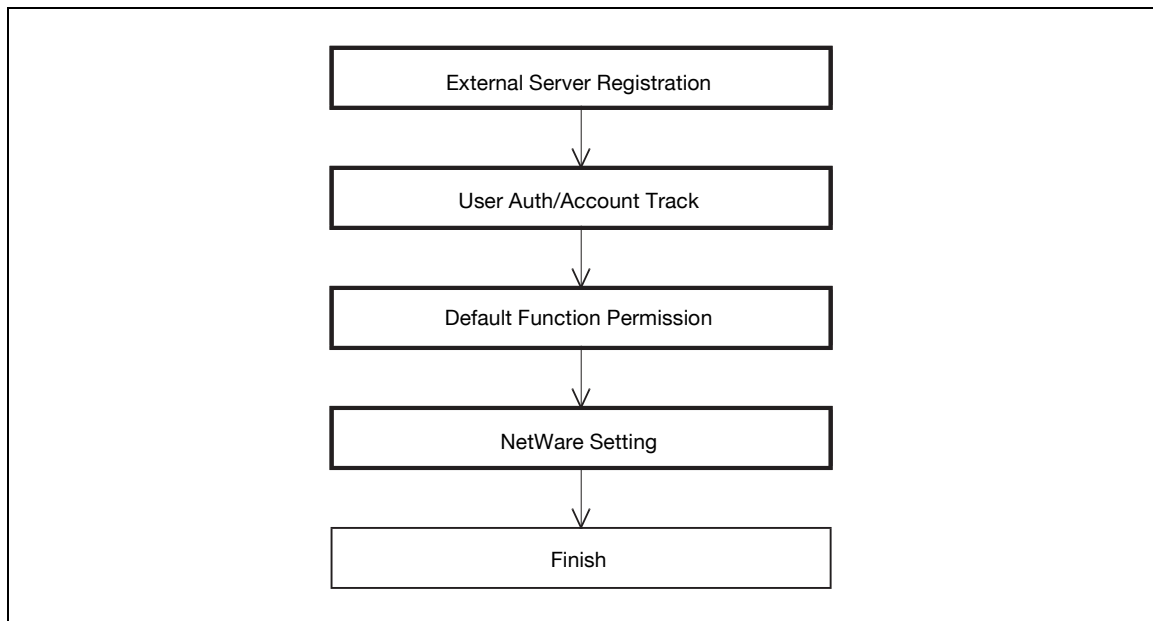 External Server Registration
User Auth/Account Track
Default Function Permission
NetWare Setting
Finish